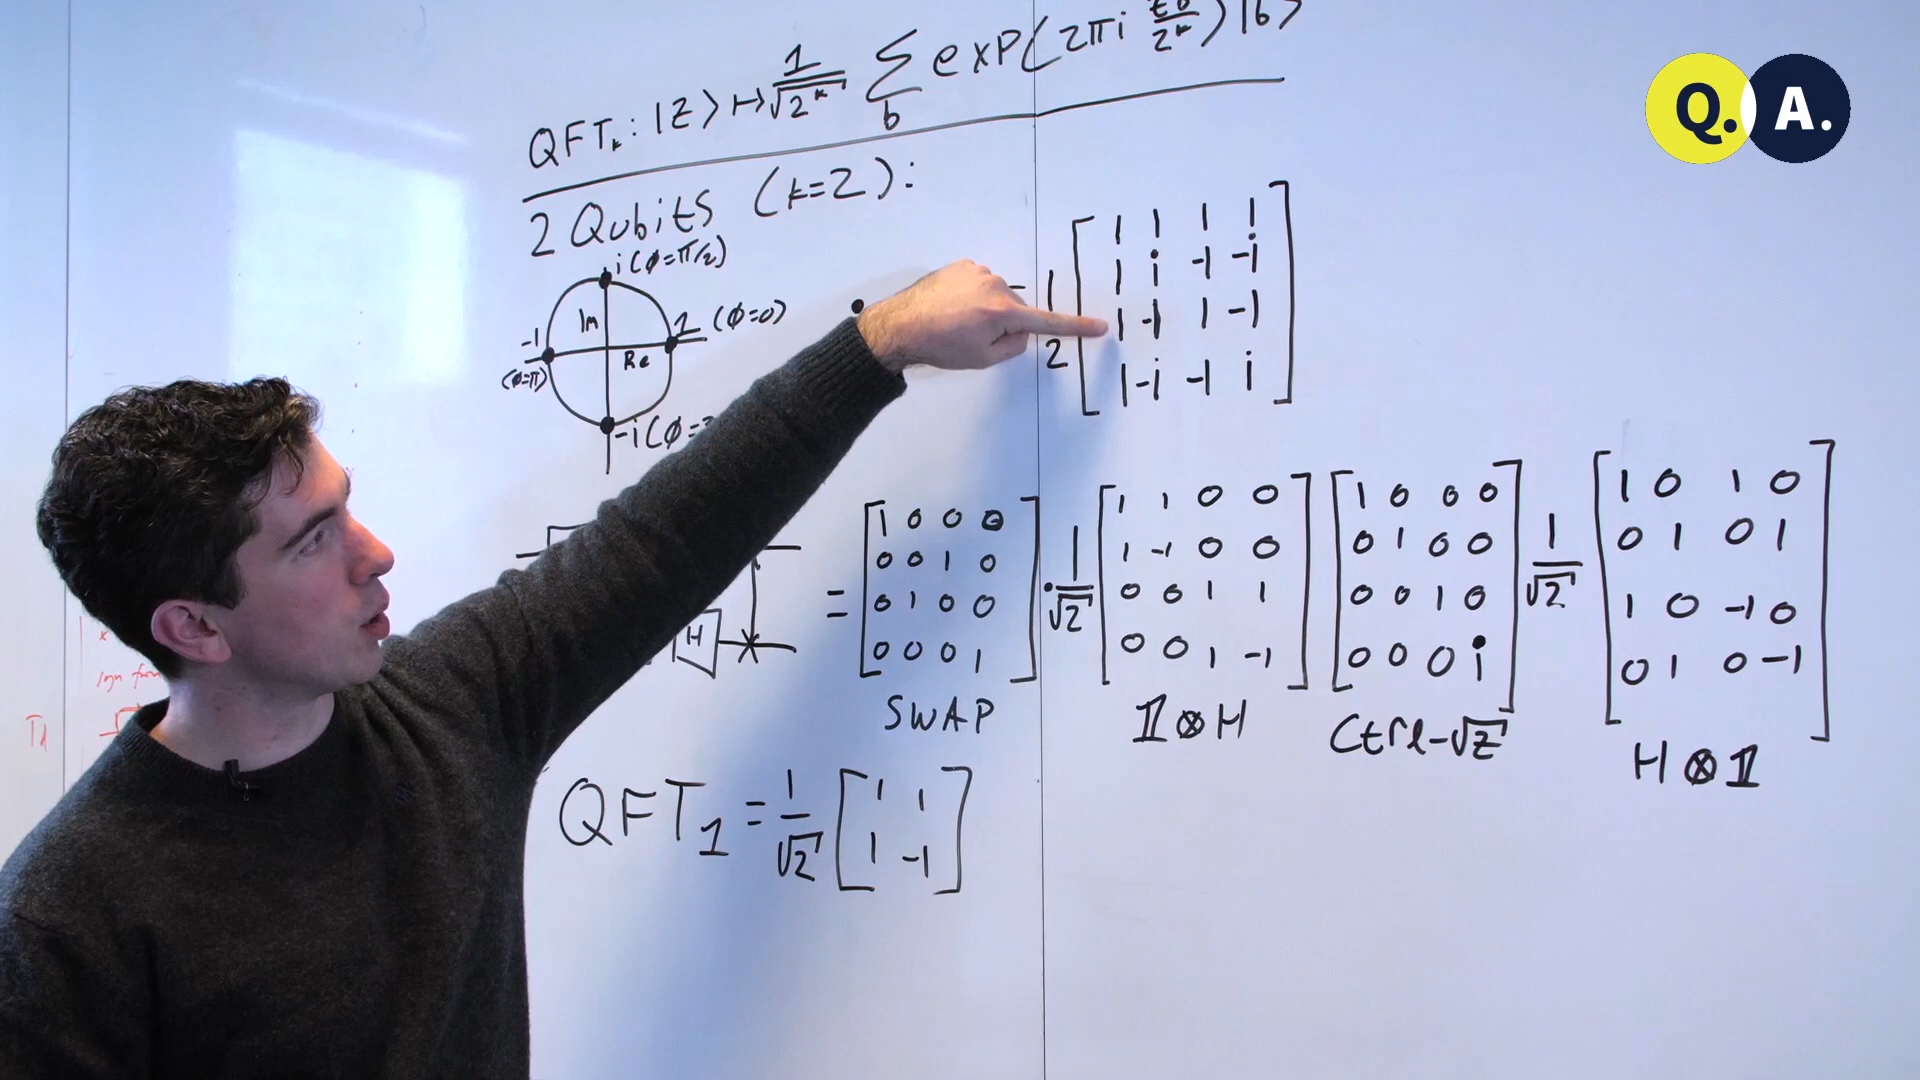 Q. A.
QFTₖ: |z⟩ ↦ 1/√2ᵏ Σ_b exp(2πi zb/2ᵏ) |b⟩
2 Qubits (k=2):
i (ϕ=π/2)
Im
-1
1 (ϕ=0)
Re
(ϕ=π)
-i (ϕ=
1/2
1 1 1 1
1 i -1 -i
1 -1 1 -1
1 -i -1 i
H
=
1 0 0 0
0 0 1 0
0 1 0 0
0 0 0 1
SWAP
· 1/√2
1 1 0 0
1 -1 0 0
0 0 1 1
0 0 1 -1
𝟙⊗H
1 0 0 0
0 1 0 0
0 0 1 0
0 0 0 i
Ctrl-√Z
1/√2
1 0 1 0
0 1 0 1
1 0 -1 0
0 1 0 -1
H⊗𝟙
QFT₁ = 1/√2
1 1
1 -1